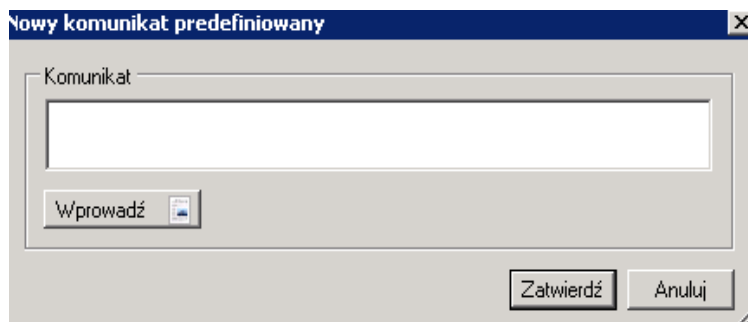 Nowy komunikat predefiniowany
Komunikat
Wprowadź
Zatwierdź Anuluj